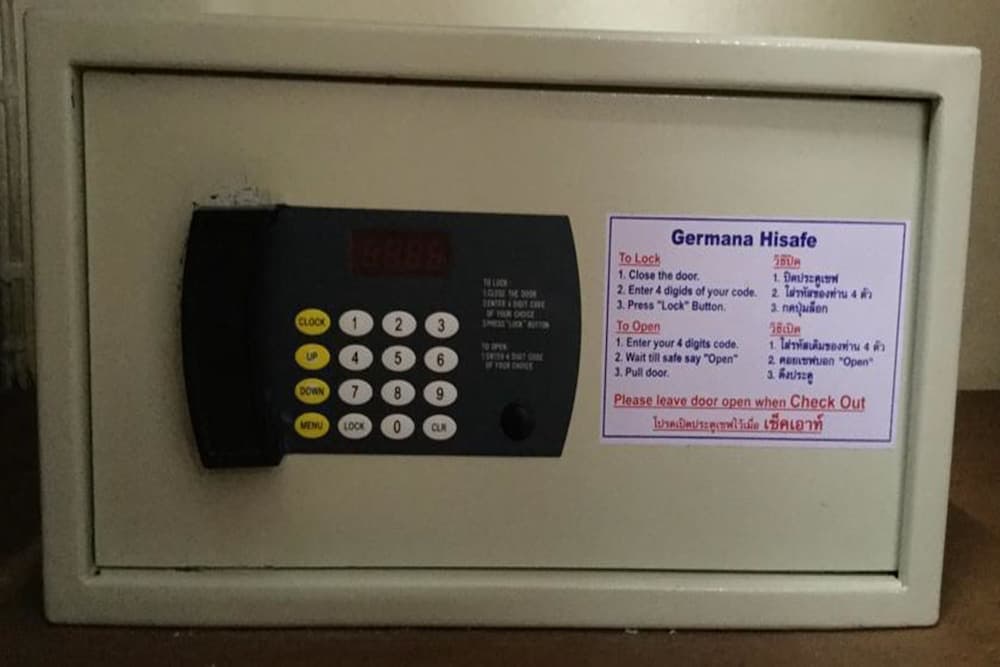 CLOCK 1 2 3
UP 4 5 6
DOWN 7 8 9
MENU LOCK 0 CLR
TO LOCK:
1.CLOSE THE DOOR
2.ENTER 4 DIGIT CODE
OF YOUR CHOICE
3.PRESS "LOCK" BUTTON
TO OPEN:
1.ENTER 4 DIGIT CODE
OF YOUR CHOICE
Germana Hisafe
To Lock
1. Close the door.
2. Enter 4 digids of your code.
3. Press "Lock" Button.
วิธีปิด
1. ปิดประตูเซฟ
2. ใส่รหัสของท่าน 4 ตัว
3. กดปุ่มล็อก
To Open
1. Enter your 4 digits code.
2. Wait till safe say "Open"
3. Pull door.
วิธีเปิด
1. ใส่รหัสเดิมของท่าน 4 ตัว
2. คอยเซฟบอก "Open"
3. ดึงประตู
Please leave door open when Check Out
โปรดเปิดประตูเซฟไว้เมื่อ เช็คเอาท์